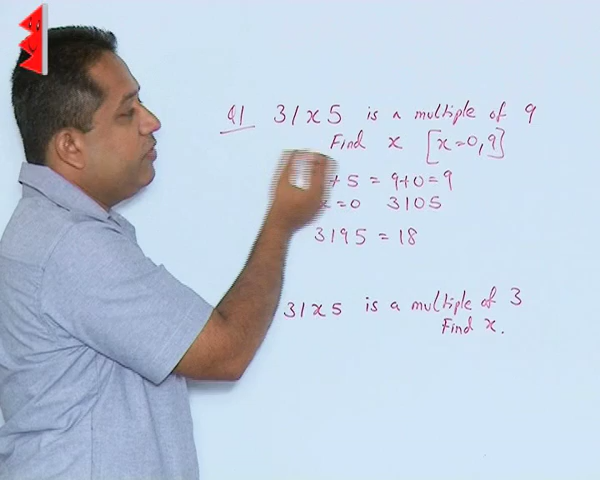 Q1 31x5 is a multiple of 9
Find x [x=0,9]
+ 5 = 9+0=9
=0 3105
3195 = 18
31x5 is a multiple of 3
Find x.